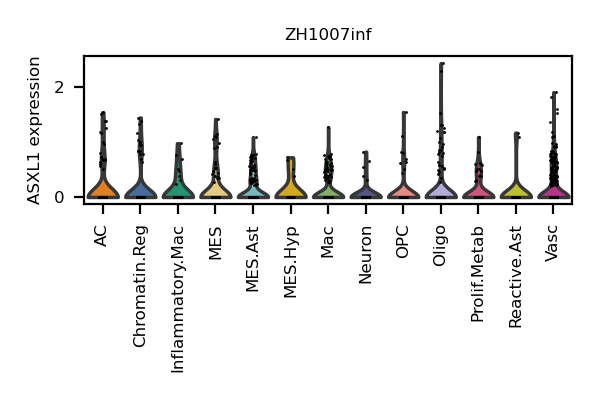 ZH1007inf
ASXL1 expression
2
0
AC
Chromatin.Reg
Inflammatory.Mac
MES
MES.Ast
MES.Hyp
Mac
Neuron
OPC
Oligo
Prolif.Metab
Reactive.Ast
Vasc